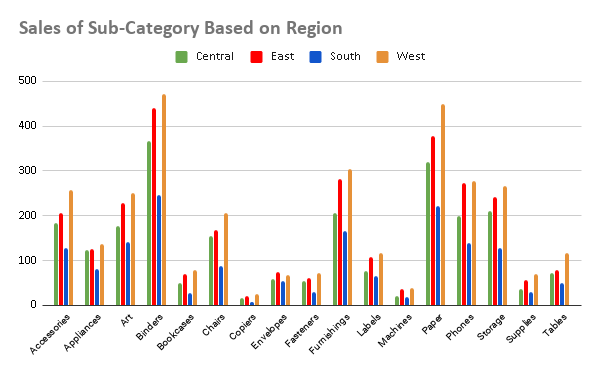 Sales of Sub-Category Based on Region
Central East South West
500
400
300
200
100
0
Accessories
Appliances
Art
Binders
Bookcases
Chairs
Copiers
Envelopes
Fasteners
Furnishings
Labels
Machines
Paper
Phones
Storage
Supplies
Tables